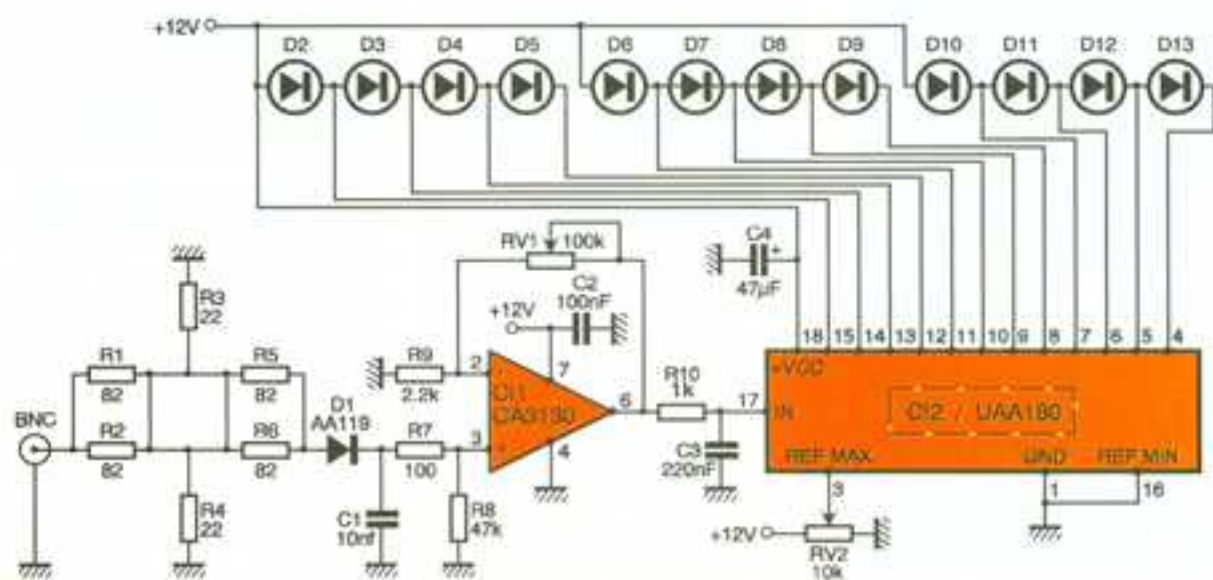 +12V
D2 D3 D4 D5 D6 D7 D8 D9 D10 D11 D12 D13
RV1 100k
C4
+
47µF
C2
100nF
+12V
R3
22
R1
82
R5
82
R9
2.2k
2
7
CI1
CA3130
6
3
4
R10
1k
BNC
R2
82
R6
82
D1
AA119
R7
100
R4
22
C1
10nf
R8
47k
C3
220nF
18 15 14 13 12 11 10 9 8 7 6 5 4
+VCC
17 IN
CI2 / UAA180
REF.MAX GND REF.MIN
3 1 16
+12V
RV2
10k